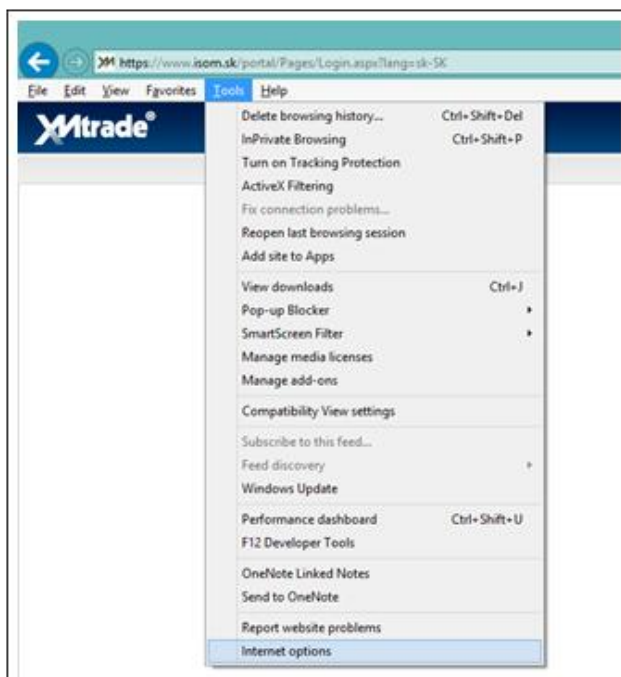 XM https://www.isom.sk/portal/Pages/Login.aspx?lang=sk-SK
File Edit View Favorites Tools Help
XMtrade®
Delete browsing history... Ctrl+Shift+Del
InPrivate Browsing Ctrl+Shift+P
Turn on Tracking Protection
ActiveX Filtering
Fix connection problems...
Reopen last browsing session
Add site to Apps
View downloads Ctrl+J
Pop-up Blocker
SmartScreen Filter
Manage media licenses
Manage add-ons
Compatibility View settings
Subscribe to this feed...
Feed discovery
Windows Update
Performance dashboard Ctrl+Shift+U
F12 Developer Tools
OneNote Linked Notes
Send to OneNote
Report website problems
Internet options